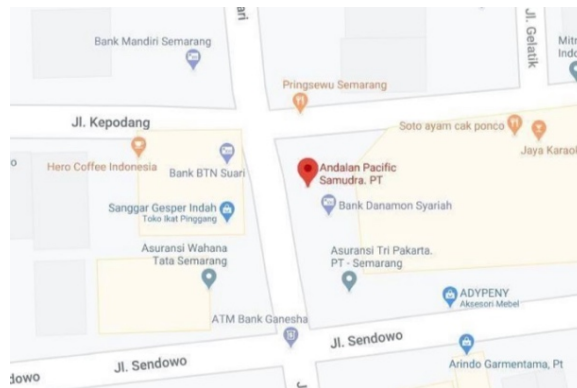 ari
Jl. Gelatik
Bank Mandiri Semarang
Mitr
Indo
Pringsewu Semarang
Jl. Kepodang
Soto ayam cak ponco
Jaya Karaok
Hero Coffee Indonesia
Bank BTN Suari
Andalan Pacific
Samudra. PT
o
Sanggar Gesper Indah
Toko Ikat Pinggang
Bank Danamon Syariah
Asuransi Wahana
Tata Semarang
Asuransi Tri Pakarta.
PT - Semarang
ADYPENY
Aksesori Mebel
ATM Bank Ganesha
Jl. Sendowo
Jl. Sendowo
Arindo Garmentama, Pt
dowo
J